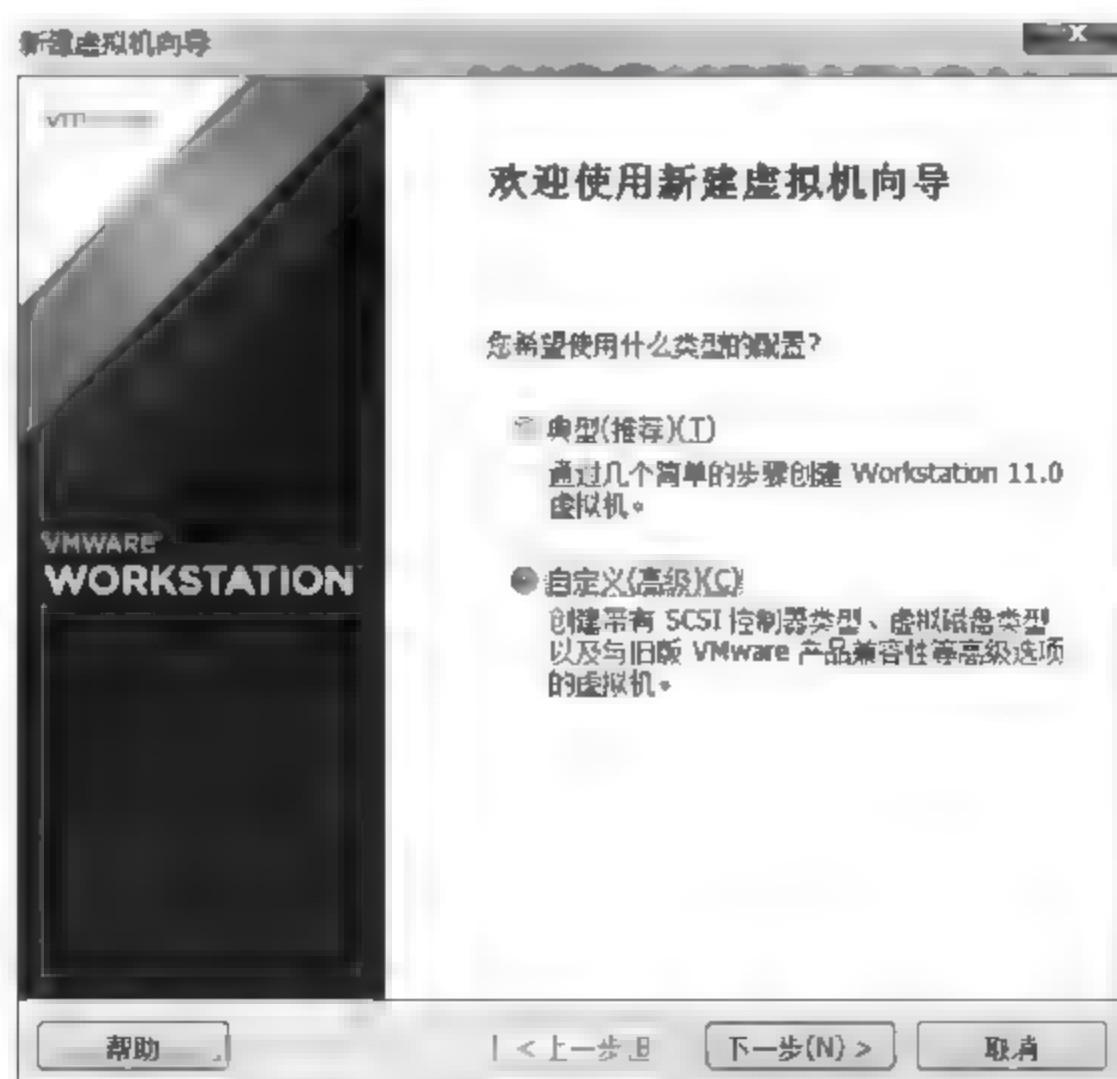 新建虚拟机向导
X
欢迎使用新建虚拟机向导
您希望使用什么类型的配置?
典型(推荐)(T)
通过几个简单的步骤创建 Workstation 11.0
虚拟机。
VMWARE®
WORKSTATION
自定义(高级)(C)
创建带有 SCSI 控制器类型、虚拟磁盘类型
以及与旧版 VMware 产品兼容性等高级选项
的虚拟机。
帮助
< 上一步
下一步(N) >
取消